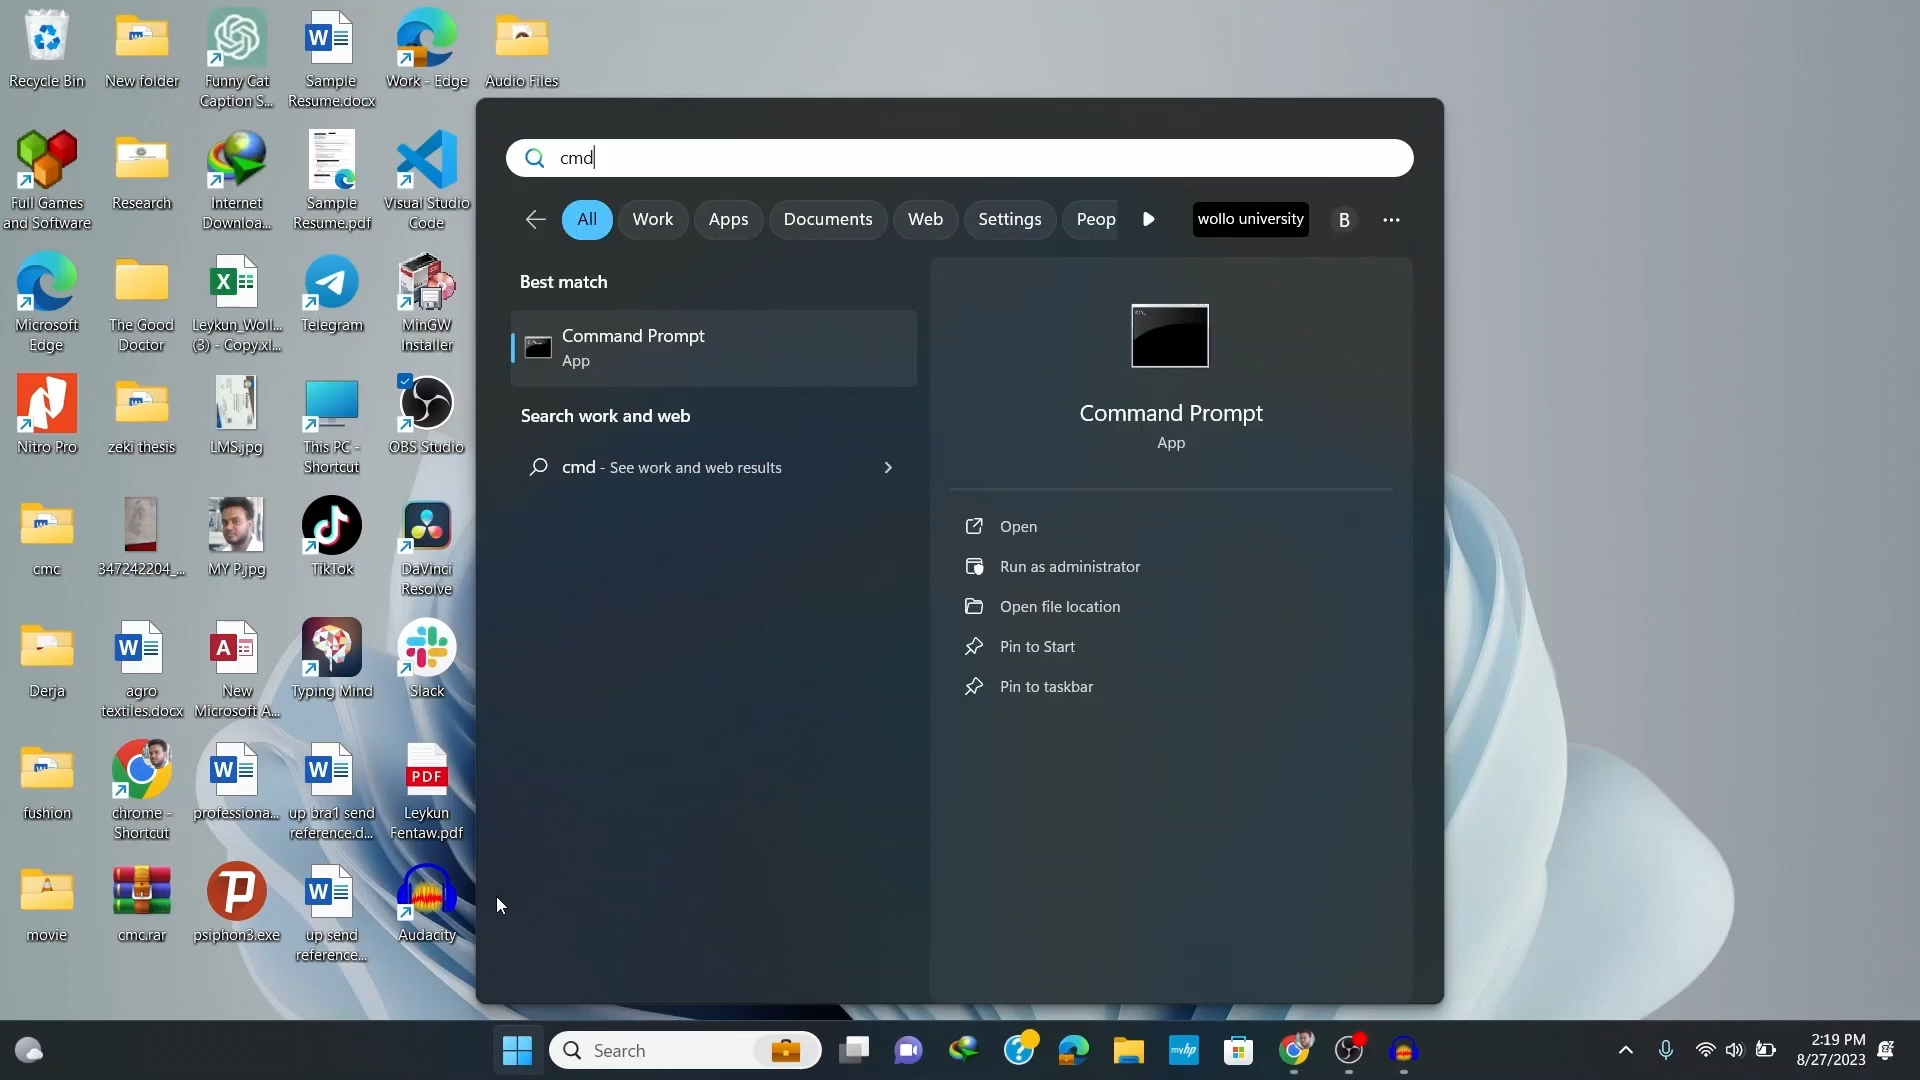 Recycle Bin
New folder
Funny Cat
Caption S...
Sample
Resume.docx
Work - Edge
Audio Files
Full Games
and Software
Research
Internet
Downloa...
Sample
Resume.pdf
Visual Studio
Code
Microsoft
Edge
The Good
Doctor
Leykun_Woll...
(3) - Copy.xl...
Telegram
MinGW
Installer
Nitro Pro
zeki thesis
LMS.jpg
This PC -
Shortcut
OBS Studio
cmc
347242204_...
MY P.jpg
TikTok
DaVinci
Resolve
Derja
agro
textiles.docx
New
Microsoft A...
Typing Mind
Slack
fushion
chrome -
Shortcut
professiona...
up bra1 send
reference.d...
PDF
Leykun
Fentaw.pdf
movie
cmc.rar
psiphon3.exe
up send
reference...
Audacity
cmd
All
Work
Apps
Documents
Web
Settings
Peop
wollo university
B
Best match
Command Prompt
App
Search work and web
cmd - See work and web results
Command Prompt
App
Open
Run as administrator
Open file location
Pin to Start
Pin to taskbar
Search
myhp
2:19 PM
8/27/2023